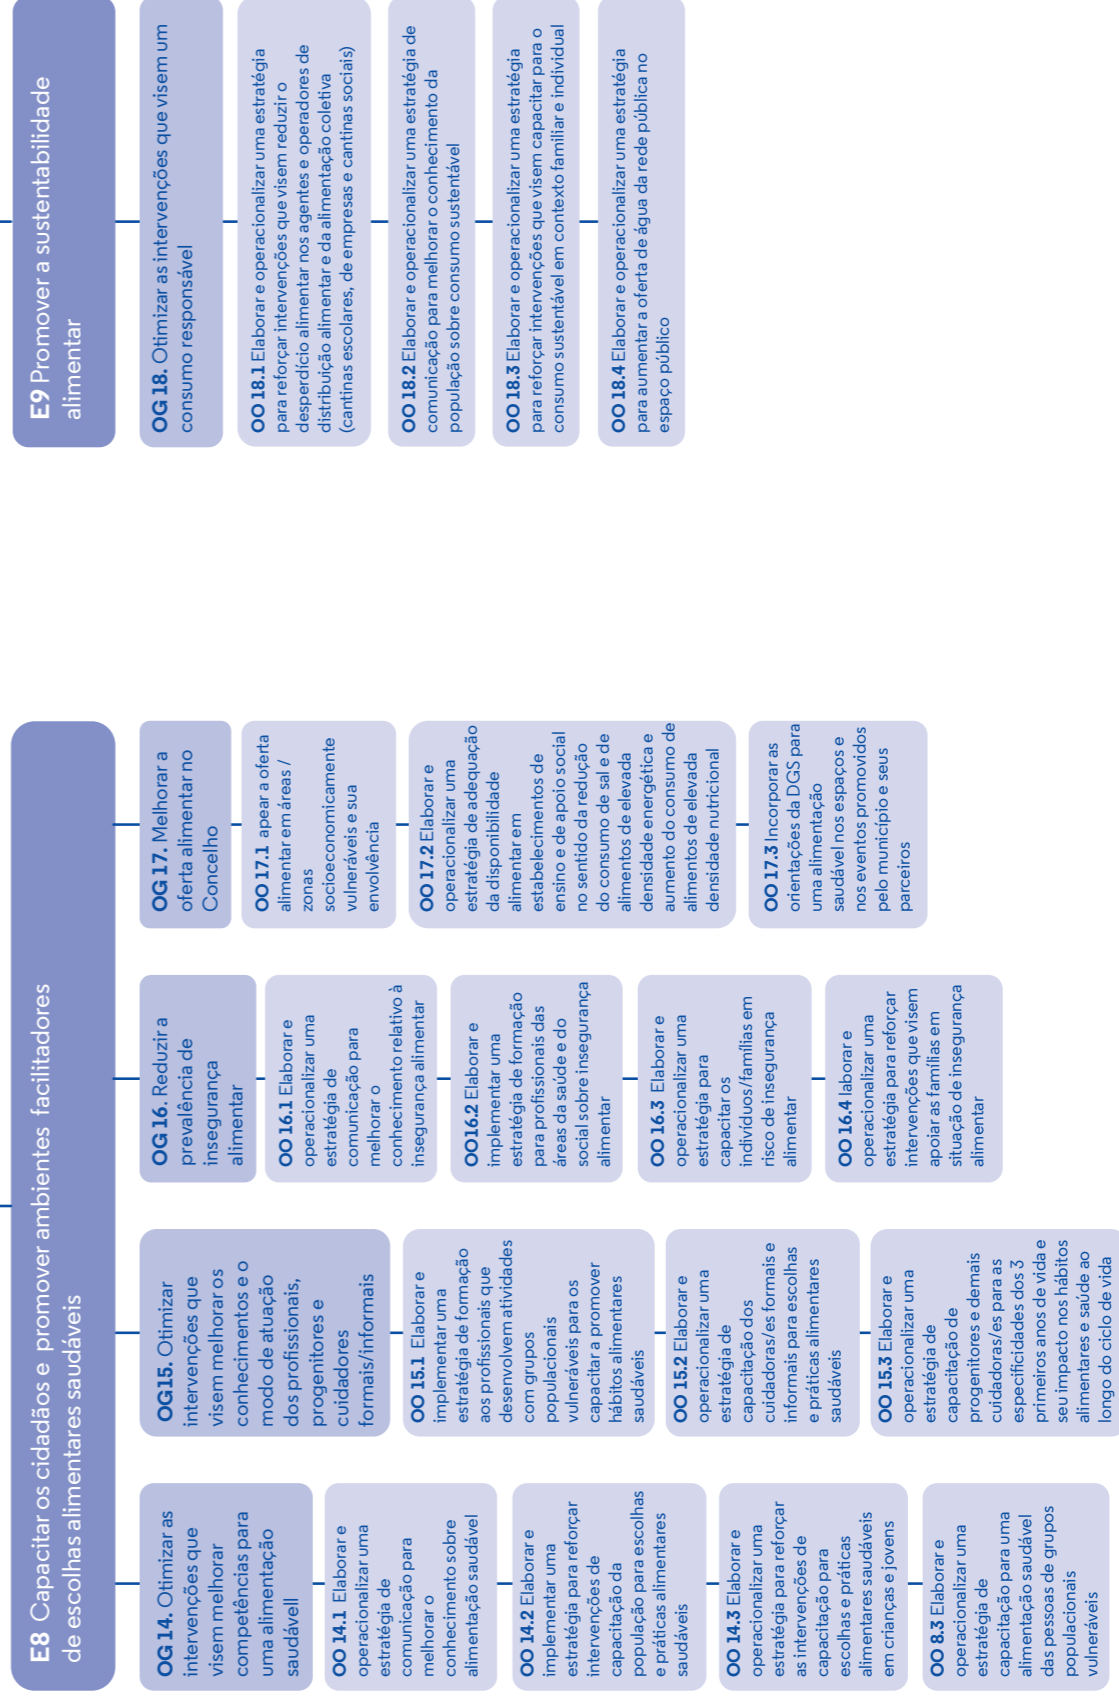 E8 Capacitar os cidadãos e promover ambientes facilitadores
de escolhas alimentares saudáveis
OG 14. Otimizar as
intervenções que
visem melhorar
competências para
uma alimentação
saudávell
OO 14.1 Elaborar e
operacionalizar uma
estratégia de
comunicação para
melhorar o
conhecimento sobre
alimentação saudável
OO 14.2 Elaborar e
implementar uma
estratégia para reforçar
intervenções de
capacitação da
população para escolhas
e práticas alimentares
saudáveis
OO 14.3 Elaborar e
operacionalizar uma
estratégia para reforçar
as intervenções de
capacitação para
escolhas e práticas
alimentares saudáveis
em crianças e jovens
OO 8.3 Elaborar e
operacionalizar uma
estratégia de
capacitação para uma
alimentação saudável
das pessoas de grupos
populacionais
vulneráveis
OG15. Otimizar
intervenções que
visem melhorar os
conhecimentos e o
modo de atuação
dos profissionais,
progenitores e
cuidadores
formais/informais
OO 15.1 Elaborar e
implementar uma
estratégia de formação
aos profissionais que
desenvolvem atividades
com grupos
populacionais
vulneráveis para os
capacitar a promover
hábitos alimentares
saudáveis
OO 15.2 Elaborar e
operacionalizar uma
estratégia de
capacitação dos
cuidadoras/es formais e
informais para escolhas
e práticas alimentares
saudáveis
OO 15.3 Elaborar e
operacionalizar uma
estratégia de
capacitação de
progenitores e demais
cuidadoras/es para as
especificidades dos 3
primeiros anos de vida e
seu impacto nos hábitos
alimentares e saúde ao
longo do ciclo de vida
OG 16. Reduzir a
prevalência de
insegurança
alimentar
OO 16.1 Elaborar e
operacionalizar uma
estratégia de
comunicação para
melhorar o
conhecimento relativo à
insegurança alimentar
OO16.2 Elaborar e
implementar uma
estratégia de formação
para profissionais das
áreas da saúde e do
social sobre insegurança
alimentar
OO 16.3 Elaborar e
operacionalizar uma
estratégia para
capacitar os
indivíduos/famílias em
risco de insegurança
alimentar
OO 16.4 laborar e
operacionalizar uma
estratégia para reforçar
intervenções que visem
apoiar as famílias em
situação de insegurança
alimentar
OG 17. Melhorar a
oferta alimentar no
Concelho
OO 17.1 apear a oferta
alimentar em áreas /
zonas
socioeconomicamente
vulneráveis e sua
envolvência
OO 17.2 Elaborar e
operacionalizar uma
estratégia de adequação
da disponibilidade
alimentar em
estabelecimentos de
ensino e de apoio social
no sentido da redução
do consumo de sal e de
alimentos de elevada
densidade energética e
aumento do consumo de
alimentos de elevada
densidade nutricional
OO 17.3 Incorporar as
orientações da DGS para
uma alimentação
saudável nos espaços e
nos eventos promovidos
pelo município e seus
parceiros
E9 Promover a sustentabilidade
alimentar
OG 18. Otimizar as intervenções que visem um
consumo responsável
OO 18.1 Elaborar e operacionalizar uma estratégia
para reforçar intervenções que visem reduzir o
desperdício alimentar nos agentes e operadores de
distribuição alimentar e da alimentação coletiva
(cantinas escolares, de empresas e cantinas sociais)
OO 18.2 Elaborar e operacionalizar uma estratégia de
comunicação para melhorar o conhecimento da
população sobre consumo sustentável
OO 18.3 Elaborar e operacionalizar uma estratégia
para reforçar intervenções que visem capacitar para o
consumo sustentável em contexto familiar e individual
OO 18.4 Elaborar e operacionalizar uma estratégia
para aumentar a oferta de água da rede pública no
espaço público